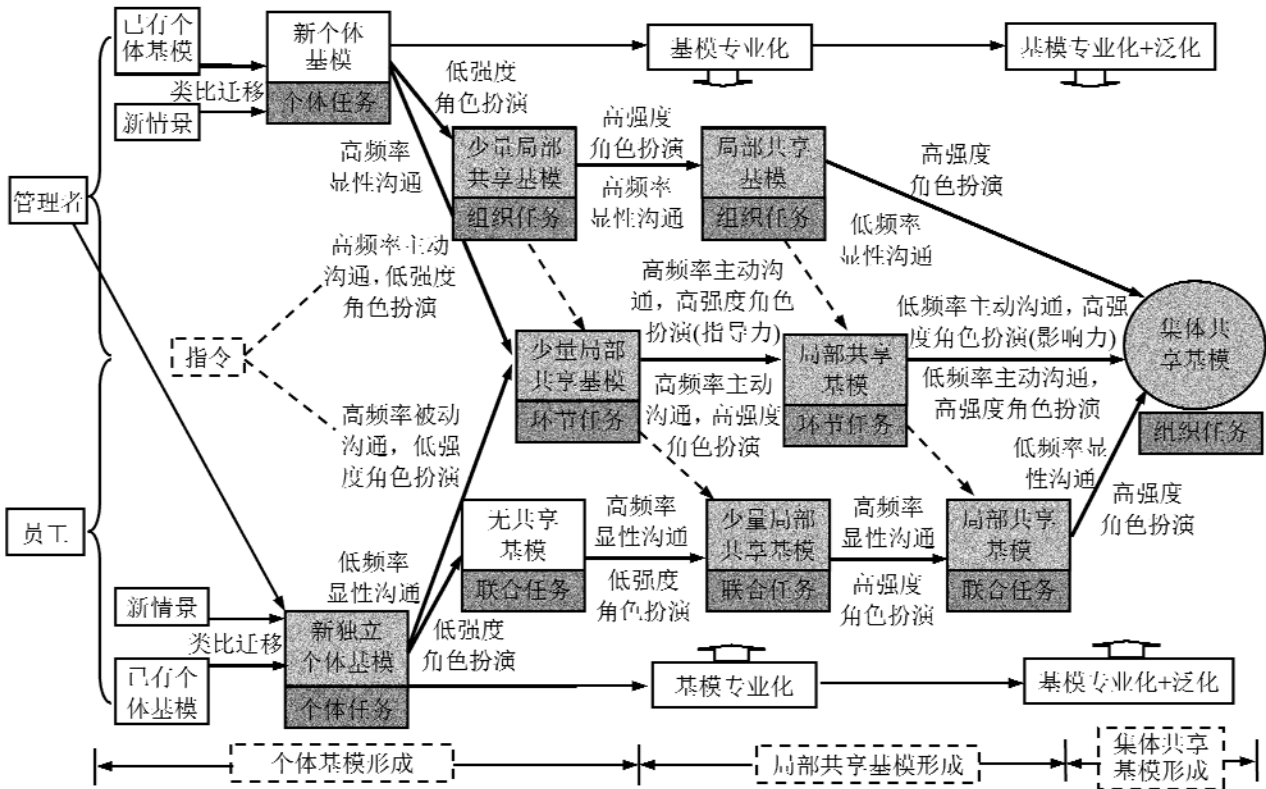 已有个
体基模
新个体
基模
个体任务
类比迁移
新情景
基模专业化
基模专业化+泛化
低强度
角色扮演
高频率
显性沟通
少量局部
共享基模
组织任务
高强度
角色扮演
高频率
显性沟通
局部共享
基模
组织任务
高强度
角色扮演
低频率
显性沟通
管理者
高频率主动
沟通,低强度
角色扮演
指令
高频率被动
沟通,低强
度角色扮演
少量局部
共享基模
环节任务
高频率主动沟
通,高强度角色
扮演(指导力)
高频率主动
沟通,高强度
角色扮演
局部共享
基模
环节任务
低频率主动沟通,高强
度角色扮演(影响力)
低频率主动沟通,
高强度角色扮演
集体共
享基模
组织任务
低频率显
性沟通
高强度
角色扮演
员工
低频率
显性沟通
无共享
基模
联合任务
高频率
显性沟通
低强度
角色扮演
少量局部
共享基模
联合任务
高频率
显性沟通
高强度
角色扮演
局部共享
基模
联合任务
新情景
类比迁移
已有个
体基模
新独立
个体基模
个体任务
低强度
角色扮演
基模专业化
基模专业化+泛化
个体基模形成
局部共享基模形成
集体共享
基模形成